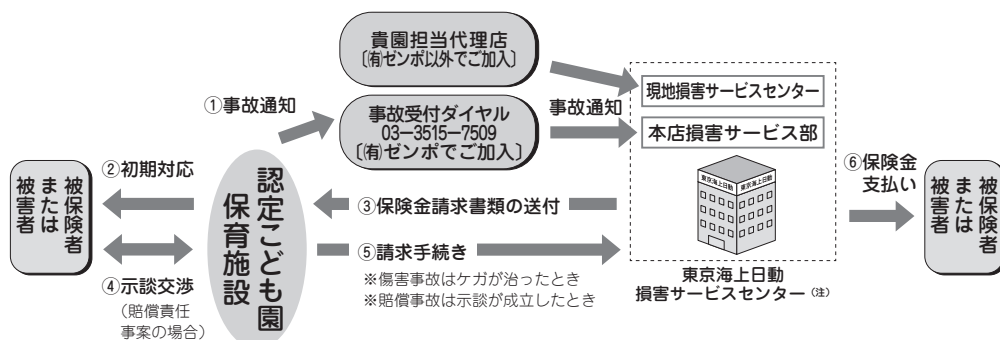 貴園担当代理店
〔(有)ゼンポ以外でご加入〕
①事故通知
事故受付ダイヤル
03-3515-7509
〔(有)ゼンポでご加入〕
事故通知
現地損害サービスセンター
本店損害サービス部
②初期対応
被保険者
または
被害者
④示談交渉
(賠償責任
事案の場合)
認定こども園
保育施設
③保険金請求書類の送付
⑤請求手続き
※傷害事故はケガが治ったとき
※賠償事故は示談が成立したとき
東京海上日動
東京海上日動
東京海上日動
損害サービスセンター(注)
⑥保険金
支払い
被保険者
または
被害者